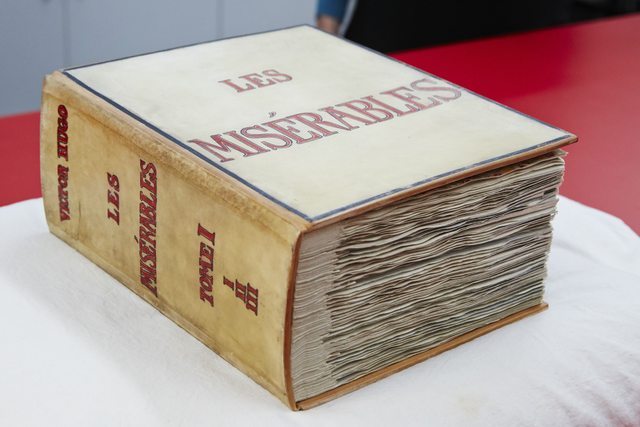 LES
MISÉRABLES
VICTOR HUGO
LES
MISÉRABLES
TOME I
I
II
III